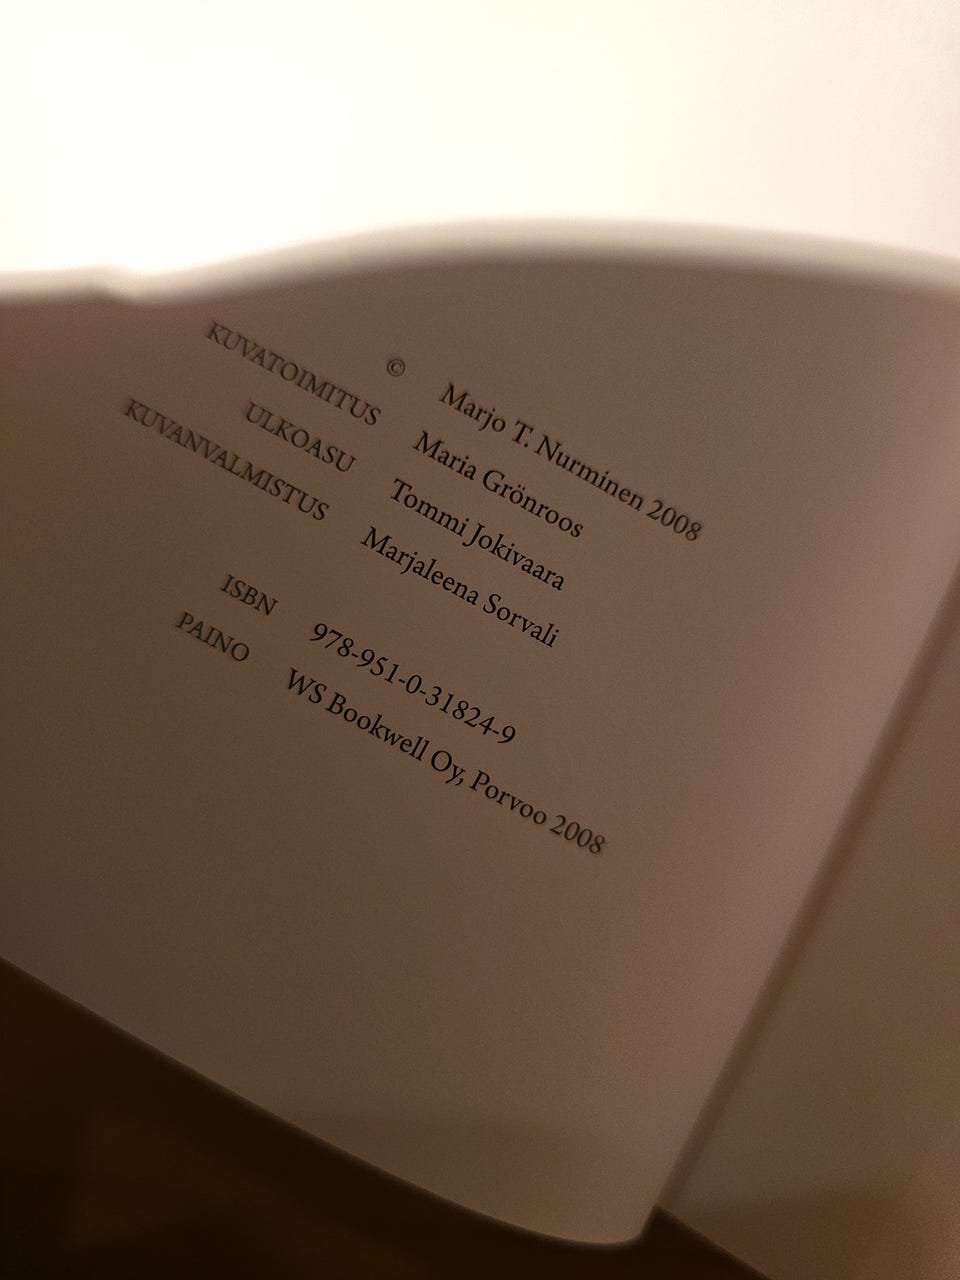 © Marjo T. Nurminen 2008
KUVATOIMITUS Maria Grönroos
ULKOASU Tommi Jokivaara
KUVANVALMISTUS Marjaleena Sorvali
ISBN 978-951-0-31824-9
PAINO WS Bookwell Oy, Porvoo 2008